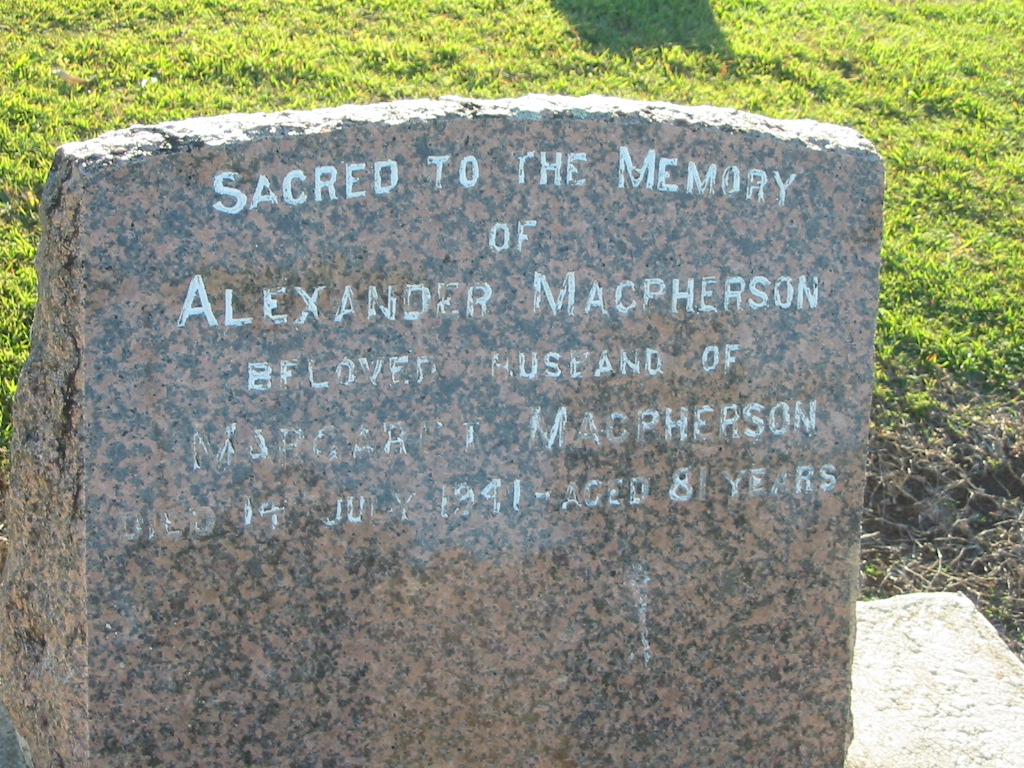 SACRED TO THE MEMORY
OF
ALEXANDER MACPHERSON
BELOVED HUSBAND OF
MARGARET MACPHERSON
DIED 14 JULY 1941 - AGED 81 YEARS